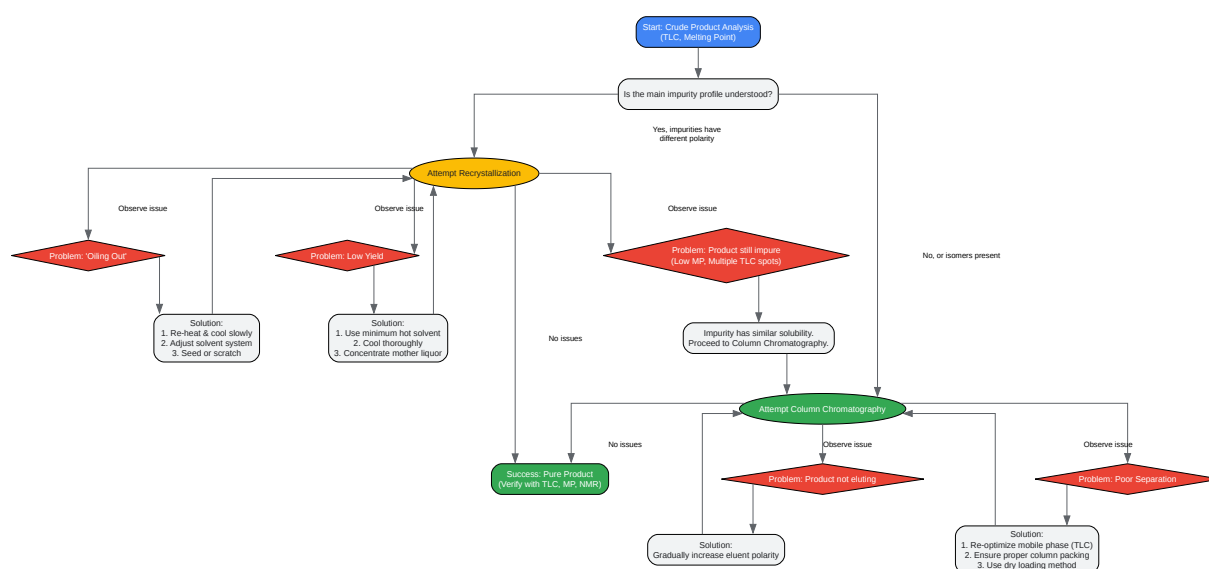 Start: Crude Product Analysis
(TLC, Melting Point)
Is the main impurity profile understood?
Yes, impurities have
different polarity
Attempt Recrystallization
Observe issue
Observe issue
Observe issue
Problem: 'Oiling Out'
Problem: Low Yield
Problem: Product still impure
(Low MP, Multiple TLC spots)
No, or isomers present
Solution:
1. Re-heat & cool slowly
2. Adjust solvent system
3. Seed or scratch
Solution:
1. Use minimum hot solvent
2. Cool thoroughly
3. Concentrate mother liquor
No issues
Impurity has similar solubility.
Proceed to Column Chromatography.
Attempt Column Chromatography
No issues
Observe issue
Observe issue
Success: Pure Product
(Verify with TLC, MP, NMR)
Problem: Product not eluting
Problem: Poor Separation
Solution:
Gradually increase eluent polarity
Solution:
1. Re-optimize mobile phase (TLC)
2. Ensure proper column packing
3. Use dry loading method